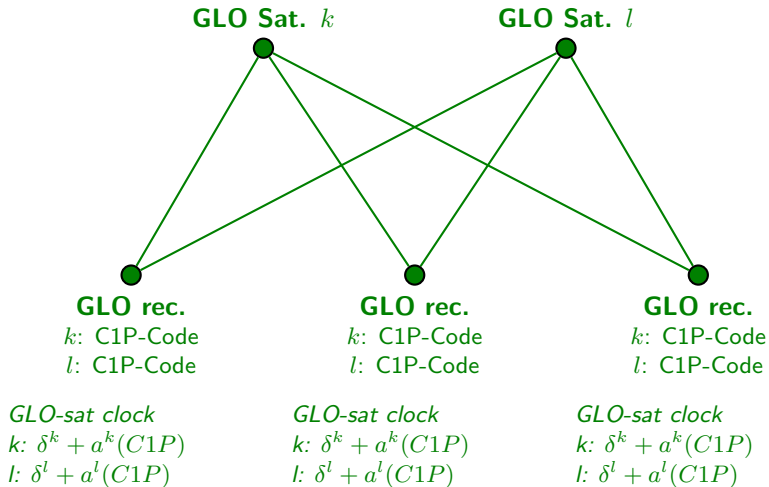 GLO Sat. k
GLO Sat. l
GLO rec.
k: C1P-Code
l: C1P-Code
GLO rec.
k: C1P-Code
l: C1P-Code
GLO rec.
k: C1P-Code
l: C1P-Code
GLO-sat clock
k: δ^k + a^k(C1P)
l: δ^l + a^l(C1P)
GLO-sat clock
k: δ^k + a^k(C1P)
l: δ^l + a^l(C1P)
GLO-sat clock
k: δ^k + a^k(C1P)
l: δ^l + a^l(C1P)